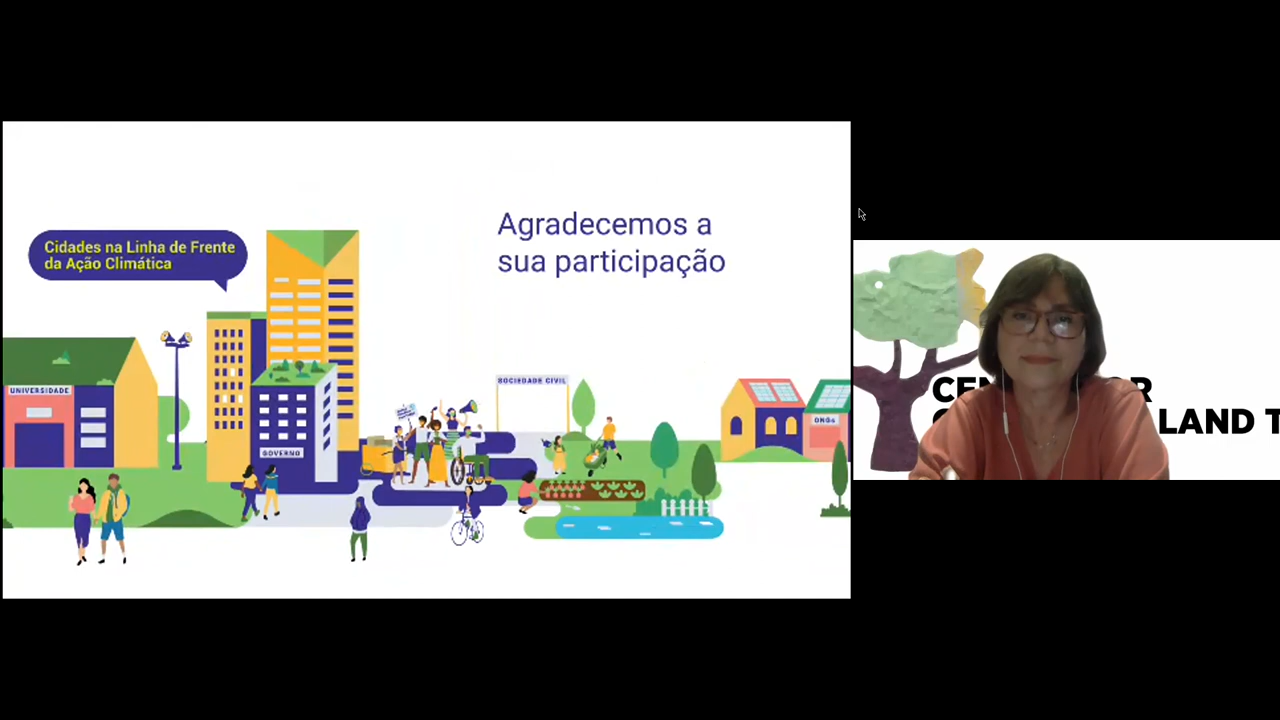 Agradecemos a
sua participação
Cidades na Linha de Frente
da Ação Climática
SOCIEDADE CIVIL
UNIVERSIDADE
ONGs
GOVERNO
LAND T